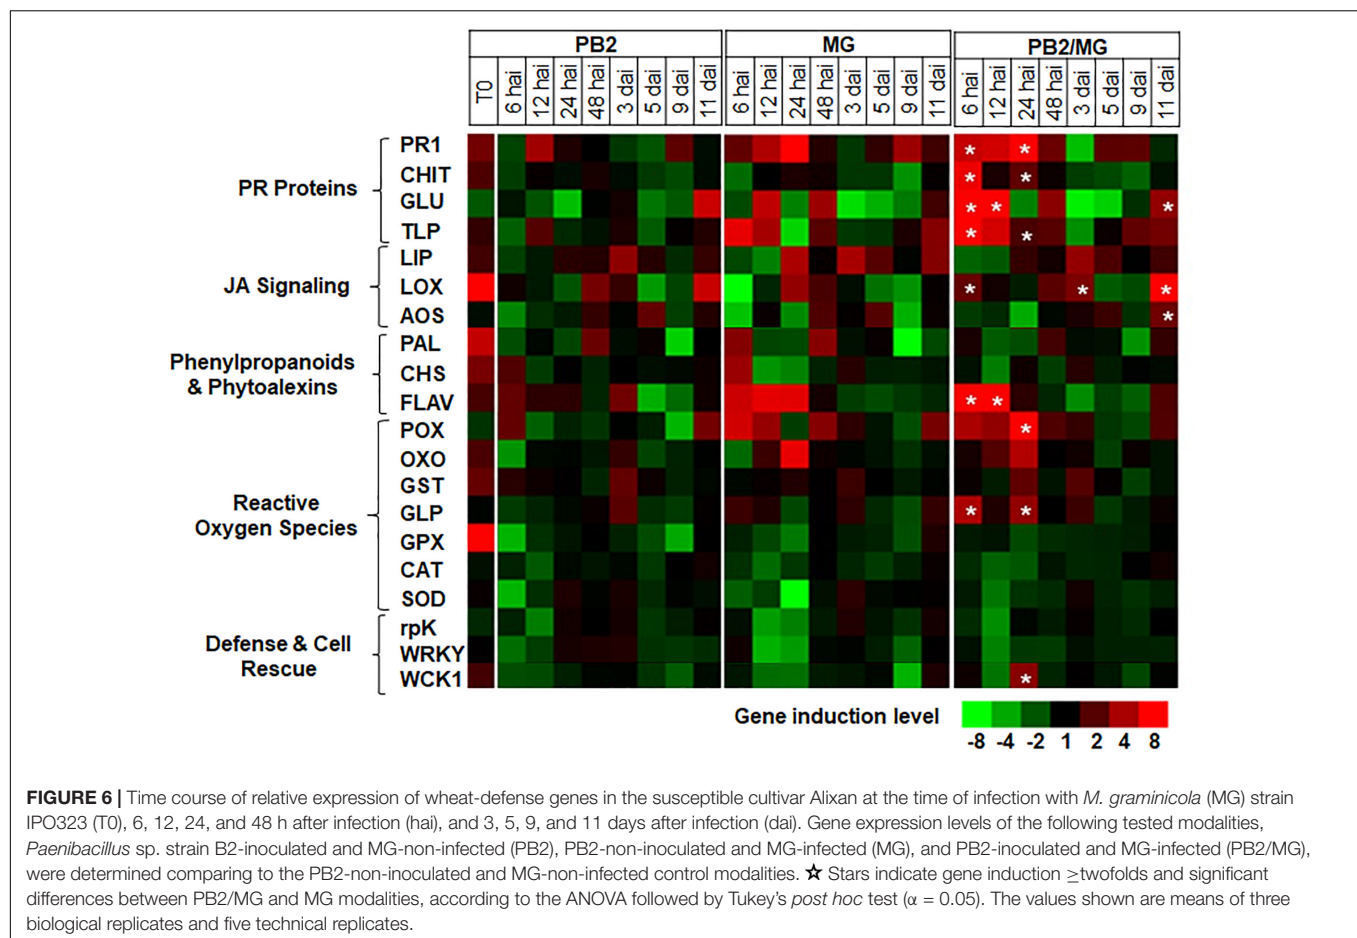 PB2 MG PB2/MG
T0 6 hai 12 hai 24 hai 48 hai 3 dai 5 dai 9 dai 11 dai 6 hai 12 hai 24 hai 48 hai 3 dai 5 dai 9 dai 11 dai 6 hai 12 hai 24 hai 48 hai 3 dai 5 dai 9 dai 11 dai
PR Proteins
PR1 * *
CHIT * *
GLU * * *
TLP * *
JA Signaling
LIP
LOX * * *
AOS *
Phenylpropanoids
& Phytoalexins
PAL
CHS
FLAV * *
Reactive
Oxygen Species
POX *
OXO
GST
GLP * *
GPX
CAT
SOD
Defense & Cell
Rescue
rpK
WRKY
WCK1 *
Gene induction level
-8 -4 -2 1 2 4 8
FIGURE 6 | Time course of relative expression of wheat-defense genes in the susceptible cultivar Alixan at the time of infection with M. graminicola (MG) strain
IPO323 (T0), 6, 12, 24, and 48 h after infection (hai), and 3, 5, 9, and 11 days after infection (dai). Gene expression levels of the following tested modalities,
Paenibacillus sp. strain B2-inoculated and MG-non-infected (PB2), PB2-non-inoculated and MG-infected (MG), and PB2-inoculated and MG-infected (PB2/MG),
were determined comparing to the PB2-non-inoculated and MG-non-infected control modalities. ☆ Stars indicate gene induction ≥twofolds and significant
differences between PB2/MG and MG modalities, according to the ANOVA followed by Tukey's post hoc test (α = 0.05). The values shown are means of three
biological replicates and five technical replicates.